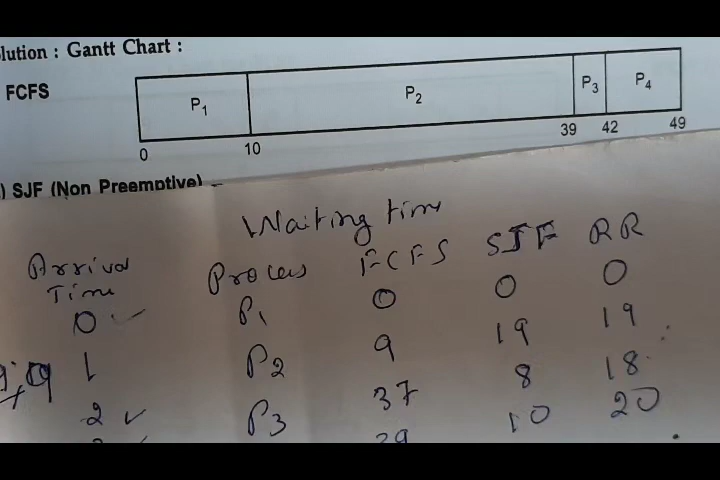 lution : Gantt Chart :
FCFS
P1 P2 P3 P4
0 10 39 42 49
) SJF (Non Preemptive)
Waiting time
Arrival Time Process FCFS SJF RR
0 P1 0 0 0
1 P2 9 19 19
2 P3 37 8 18
39 10 20